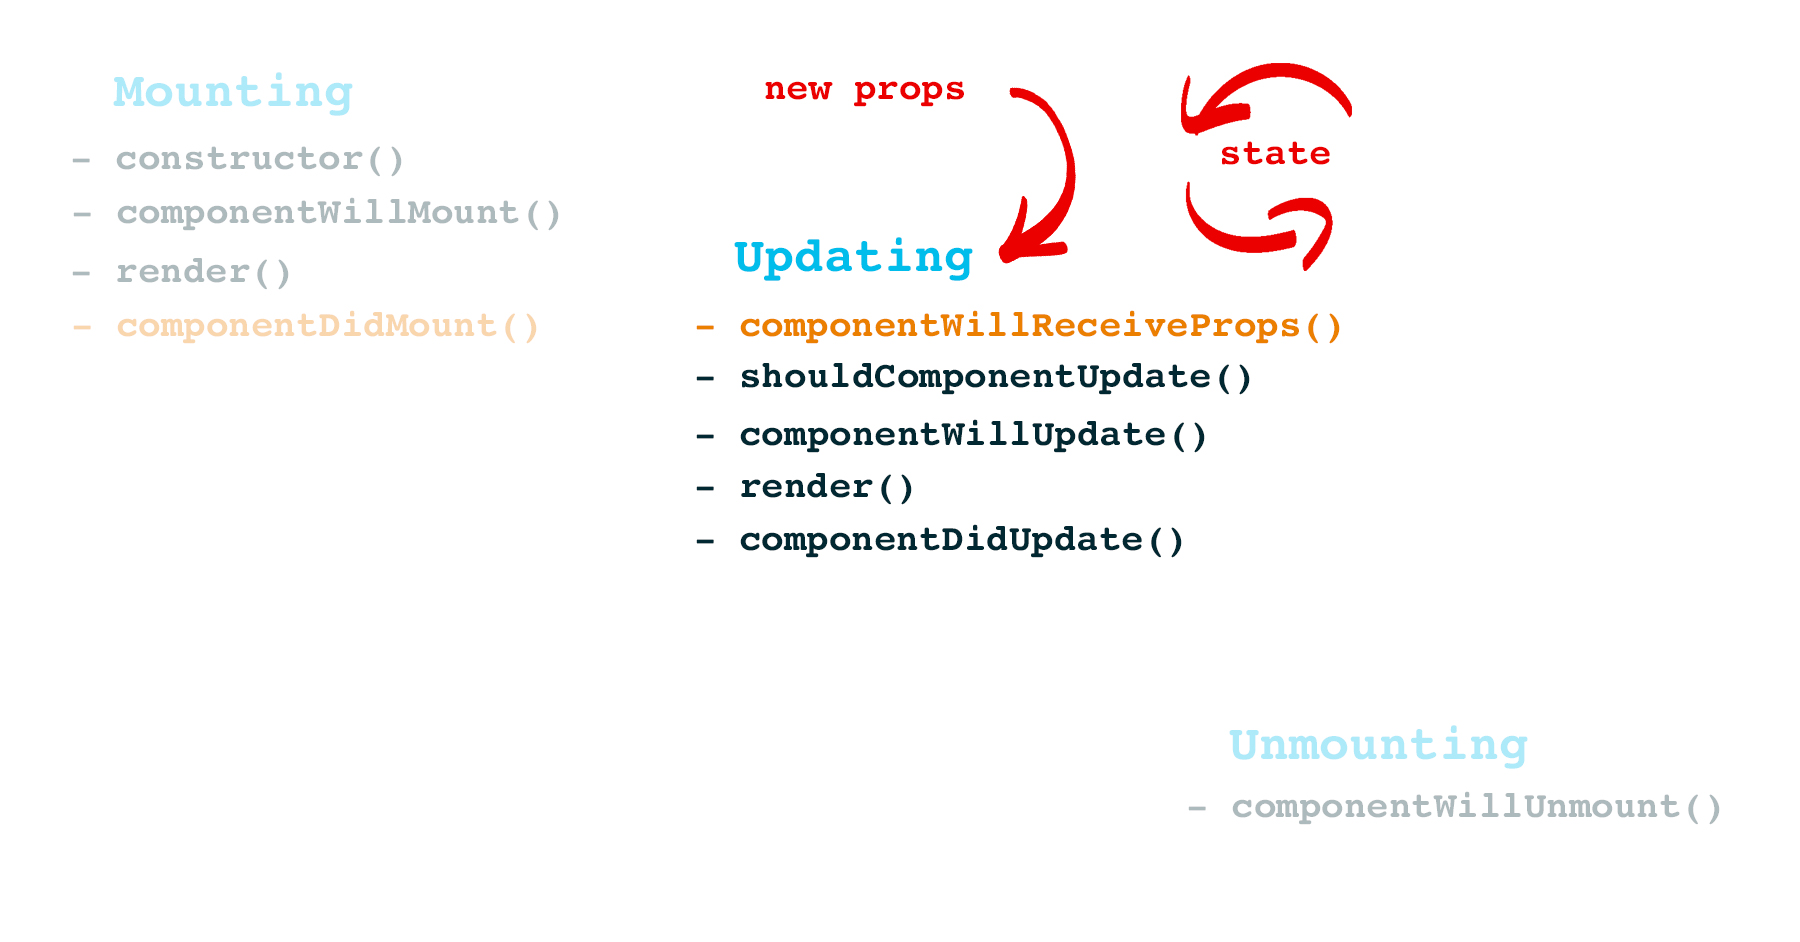 Mounting
- constructor()
- componentWillMount()
- render()
- componentDidMount()
new props
state
Updating
- componentWillReceiveProps()
- shouldComponentUpdate()
- componentWillUpdate()
- render()
- componentDidUpdate()
Unmounting
- componentWillUnmount()